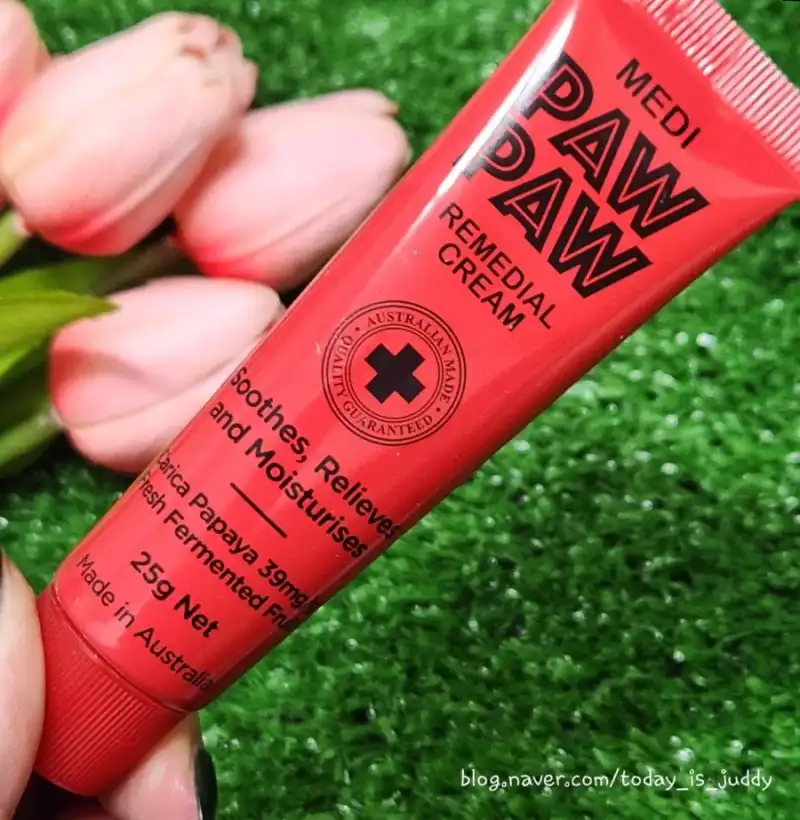 MEDI
PAW
PAW
REMEDIAL
CREAM
AUSTRALIAN MADE
QUALITY GUARANTEED
Soothes, Relieves
and Moisturises
Carica Papaya 39mg
Fresh Fermented
25g Net
Made in Australia
blog.naver.com/today_is_juddy